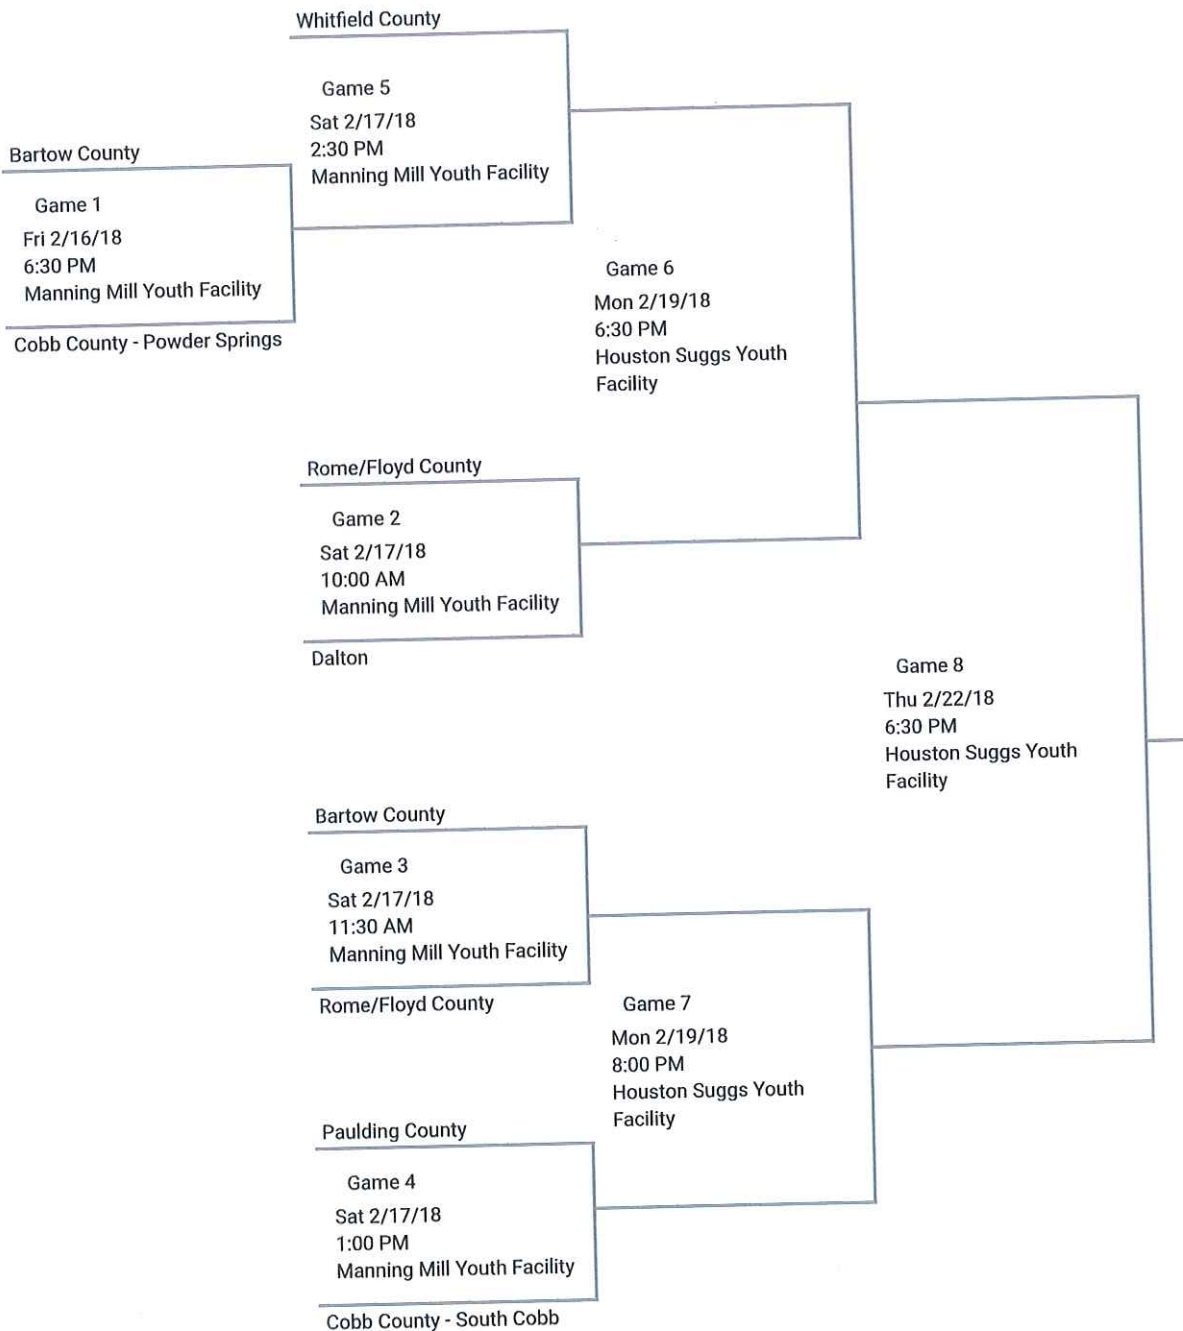 Whitfield County
Game 5
Sat 2/17/18
2:30 PM
Manning Mill Youth Facility
Bartow County
Game 1
Fri 2/16/18
6:30 PM
Manning Mill Youth Facility
Cobb County - Powder Springs
Game 6
Mon 2/19/18
6:30 PM
Houston Suggs Youth
Facility
Rome/Floyd County
Game 2
Sat 2/17/18
10:00 AM
Manning Mill Youth Facility
Dalton
Game 8
Thu 2/22/18
6:30 PM
Houston Suggs Youth
Facility
Bartow County
Game 3
Sat 2/17/18
11:30 AM
Manning Mill Youth Facility
Rome/Floyd County
Game 7
Mon 2/19/18
8:00 PM
Houston Suggs Youth
Facility
Paulding County
Game 4
Sat 2/17/18
1:00 PM
Manning Mill Youth Facility
Cobb County - South Cobb